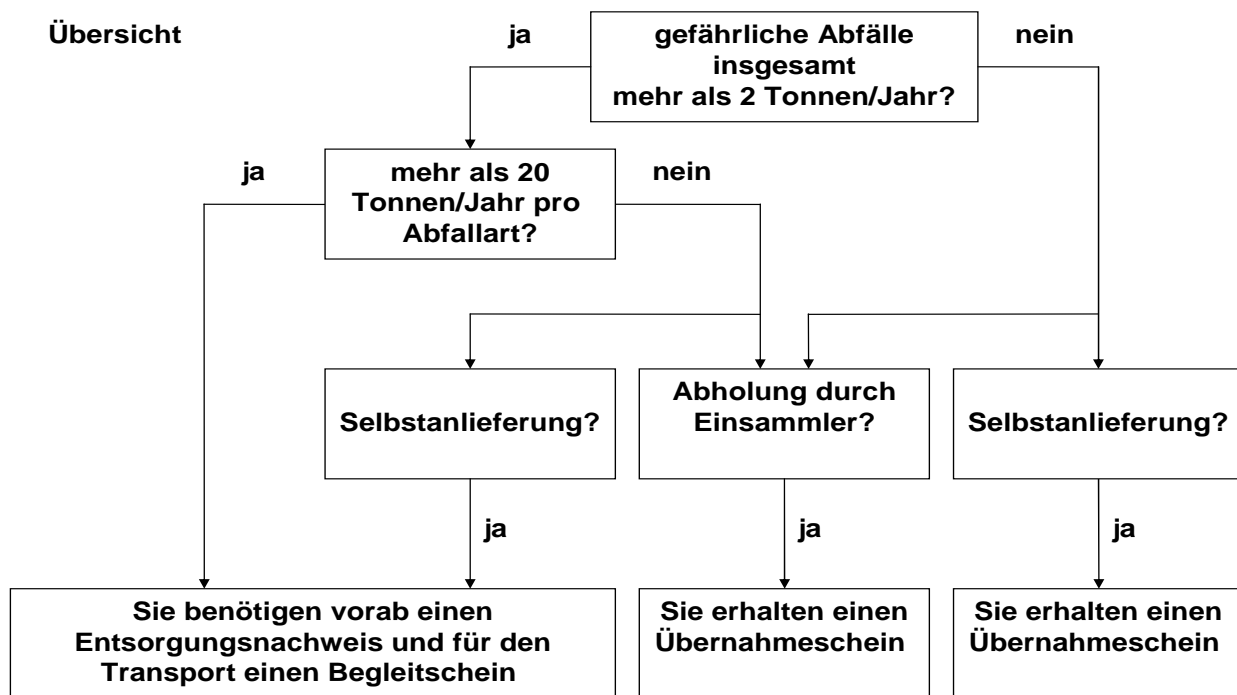 Übersicht
ja
gefährliche Abfälle
insgesamt
mehr als 2 Tonnen/Jahr?
nein
ja
mehr als 20
Tonnen/Jahr pro
Abfallart?
nein
Selbstanlieferung?
Abholung durch
Einsammler?
Selbstanlieferung?
ja
ja
ja
Sie benötigen vorab einen
Entsorgungsnachweis und für den
Transport einen Begleitschein
Sie erhalten einen
Übernahmeschein
Sie erhalten einen
Übernahmeschein